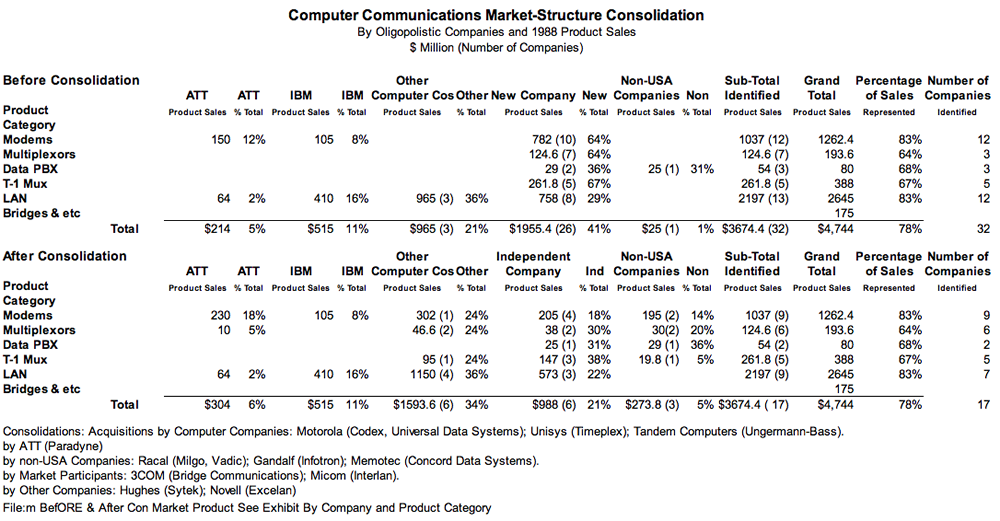 Computer Communications Market-Structure Consolidation
By Oligopolistic Companies and 1988 Product Sales
$ Million (Number of Companies)
Before Consolidation
Other Non-USA Sub-Total Grand Percentage Number of
ATT ATT IBM IBM Computer Cos Other New Company New Companies Non Identified Total of Sales Companies
Product Product Sales % Total Product Sales % Total Product Sales % Total Product Sales % Total Product Sales % Total Product Sales Product Sales Represented Identified
Category
Modems 150 12% 105 8% 782 (10) 64% 1037 (12) 1262.4 83% 12
Multiplexors 124.6 (7) 64% 124.6 (7) 193.6 64% 3
Data PBX 29 (2) 36% 25 (1) 31% 54 (3) 80 68% 3
T-1 Mux 261.8 (5) 67% 261.8 (5) 388 67% 5
LAN 64 2% 410 16% 965 (3) 36% 758 (8) 29% 2197 (13) 2645 83% 12
Bridges & etc 175
Total $214 5% $515 11% $965 (3) 21% $1955.4 (26) 41% $25 (1) 1% $3674.4 (32) $4,744 78% 32
After Consolidation
Other Independent Non-USA Sub-Total Grand Percentage Number of
ATT ATT IBM IBM Computer Cos Other Company Ind Companies Non Identified Total of Sales Companies
Product Product Sales % Total Product Sales % Total Product Sales % Total Product Sales % Total Product Sales % Total Product Sales Product Sales Represented Identified
Category
Modems 230 18% 105 8% 302 (1) 24% 205 (4) 18% 195 (2) 14% 1037 (9) 1262.4 83% 9
Multiplexors 10 5% 46.6 (2) 24% 38 (2) 30% 30(2) 20% 124.6 (6) 193.6 64% 6
Data PBX 25 (1) 31% 29 (1) 36% 54 (2) 80 68% 2
T-1 Mux 95 (1) 24% 147 (3) 38% 19.8 (1) 5% 261.8 (5) 388 67% 5
LAN 64 2% 410 16% 1150 (4) 36% 573 (3) 22% 2197 (9) 2645 83% 7
Bridges & etc 175
Total $304 6% $515 11% $1593.6 (6) 34% $988 (6) 21% $273.8 (3) 5% $3674.4 ( 17) $4,744 78% 17
Consolidations: Acquisitions by Computer Companies: Motorola (Codex, Universal Data Systems); Unisys (Timeplex); Tandem Computers (Ungermann-Bass).
by ATT (Paradyne)
by non-USA Companies: Racal (Milgo, Vadic); Gandalf (Infotron); Memotec (Concord Data Systems).
by Market Participants: 3COM (Bridge Communications); Micom (Interlan).
by Other Companies: Hughes (Sytek); Novell (Excelan)
File:m BefORE & After Con Market Product See Exhibit By Company and Product Category